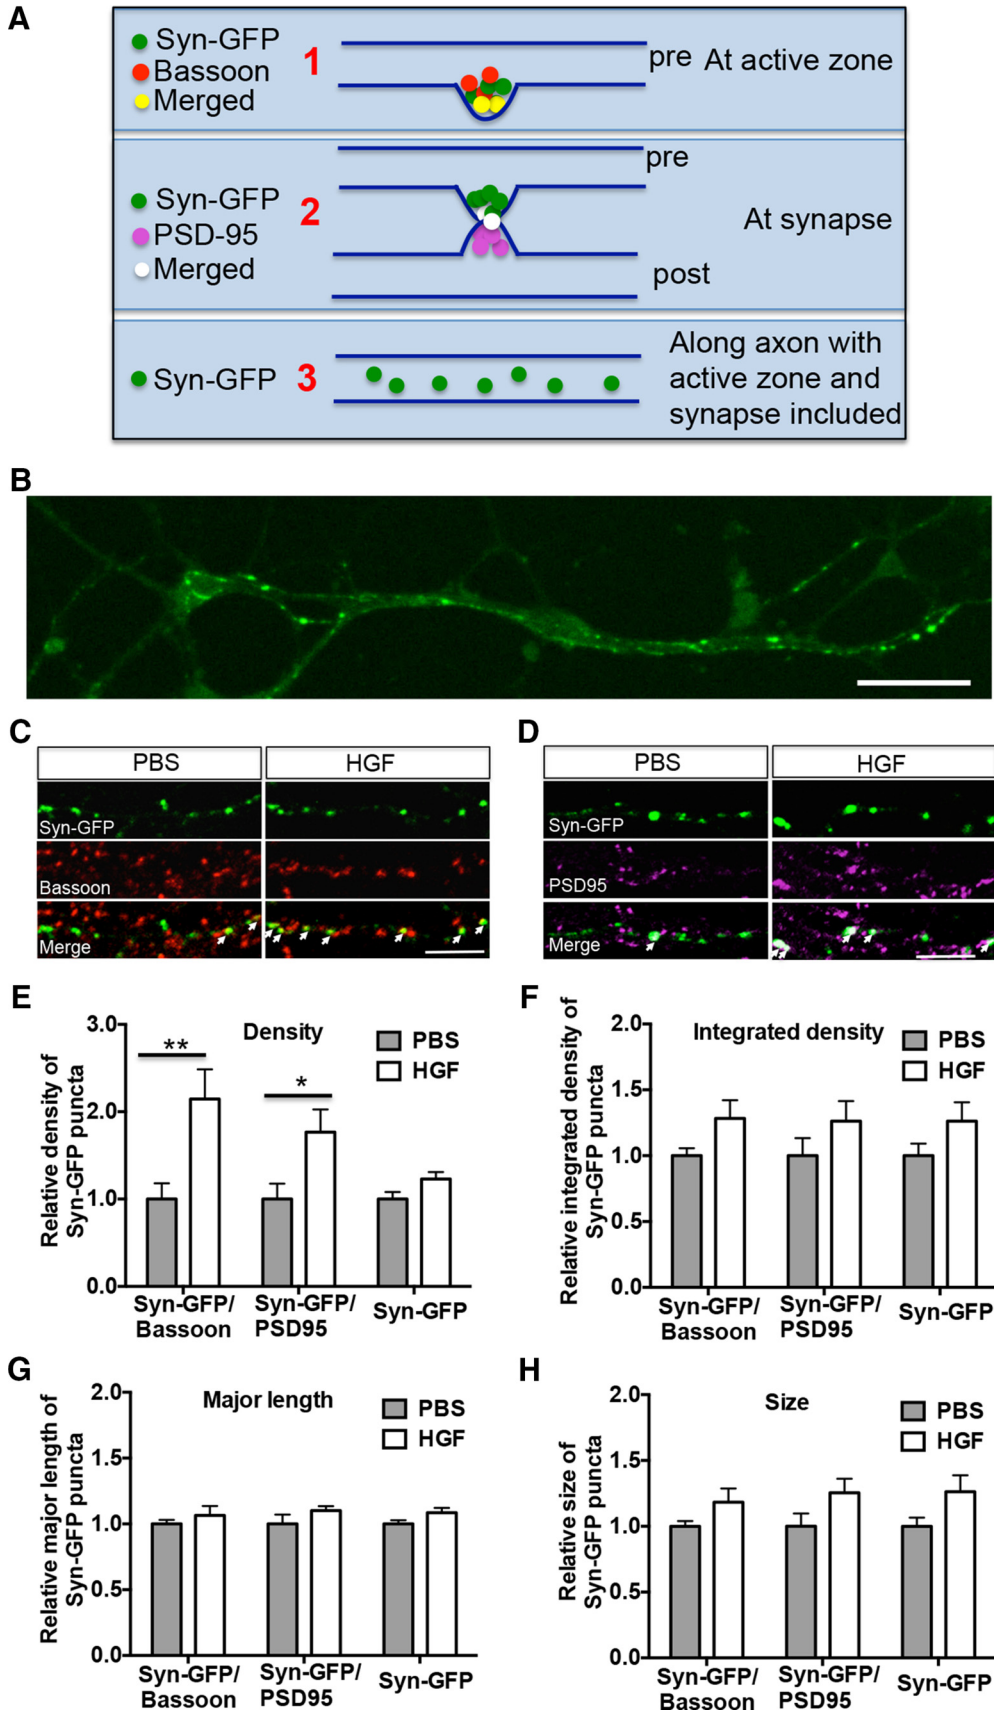 A
Syn-GFP
Bassoon
Merged
1
pre
At active zone
Syn-GFP
PSD-95
Merged
2
pre
post
At synapse
Syn-GFP
3
Along axon with
active zone and
synapse included
B
C
PBS
HGF
Syn-GFP
Bassoon
Merge
D
PBS
HGF
Syn-GFP
PSD95
Merge
E
Density
PBS
HGF
**
*
Relative density of
Syn-GFP puncta
3.0
2.0
1.0
0.0
Syn-GFP/
Bassoon
Syn-GFP/
PSD95
Syn-GFP
F
Integrated density
PBS
HGF
Relative integrated density of
Syn-GFP puncta
2.0
1.5
1.0
0.5
0.0
Syn-GFP/
Bassoon
Syn-GFP/
PSD95
Syn-GFP
G
Major length
PBS
HGF
Relative major length of
Syn-GFP puncta
2.0
1.5
1.0
0.5
0.0
Syn-GFP/
Bassoon
Syn-GFP/
PSD95
Syn-GFP
H
Size
PBS
HGF
Relative size of
Syn-GFP puncta
2.0
1.5
1.0
0.5
0.0
Syn-GFP/
Bassoon
Syn-GFP/
PSD95
Syn-GFP